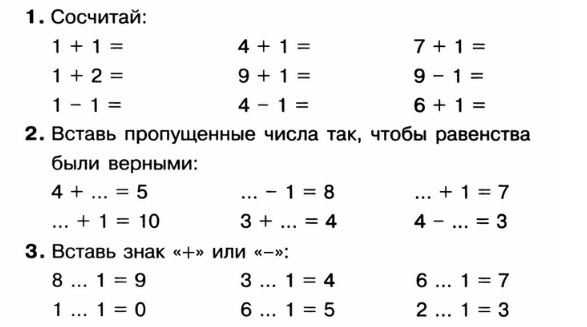 1. Сосчитай:
1 + 1 = 4 + 1 = 7 + 1 =
1 + 2 = 9 + 1 = 9 − 1 =
1 − 1 = 4 − 1 = 6 + 1 =
2. Вставь пропущенные числа так, чтобы равенства
были верными:
4 + ... = 5 ... − 1 = 8 ... + 1 = 7
... + 1 = 10 3 + ... = 4 4 − ... = 3
3. Вставь знак «+» или «−»:
8 ... 1 = 9 3 ... 1 = 4 6 ... 1 = 7
1 ... 1 = 0 6 ... 1 = 5 2 ... 1 = 3